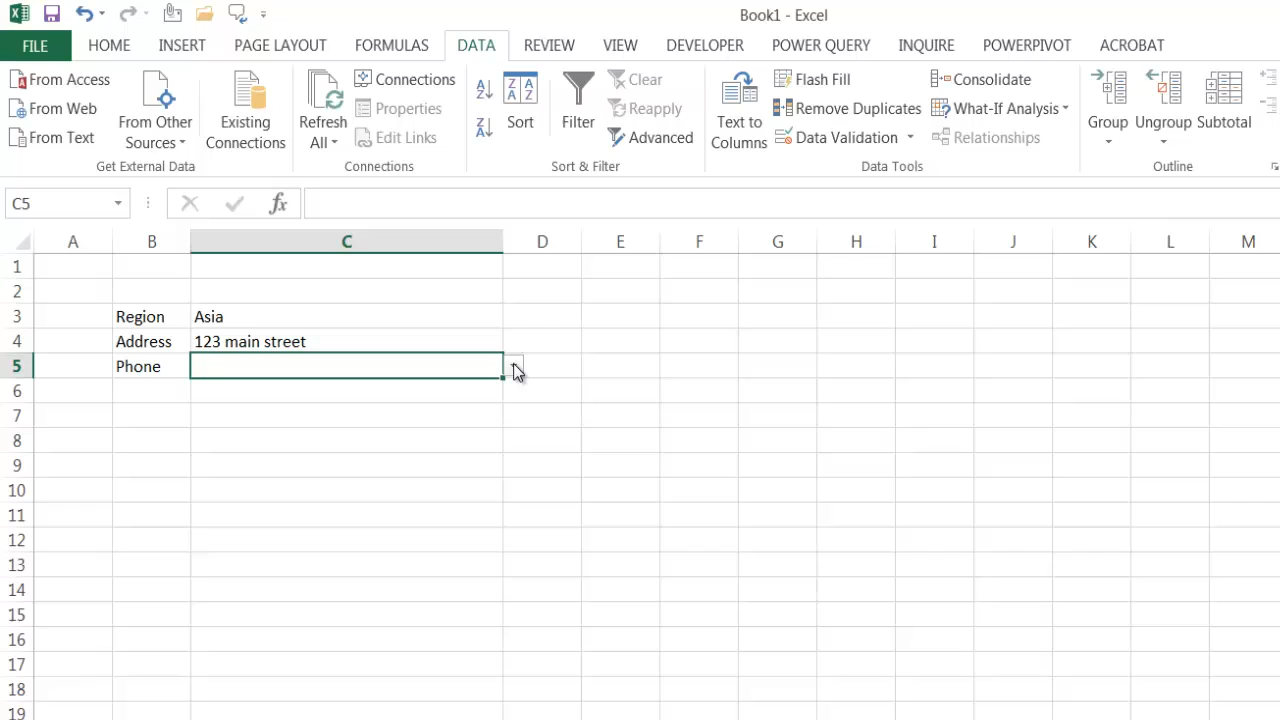 Book1 - Excel
FILE HOME INSERT PAGE LAYOUT FORMULAS DATA REVIEW VIEW DEVELOPER POWER QUERY INQUIRE POWERPIVOT ACROBAT
From Access
From Web
From Text
From Other
Sources
Existing
Connections
Get External Data
Refresh
All
Connections
Properties
Edit Links
Connections
Sort
Filter
Clear
Reapply
Advanced
Sort & Filter
Text to
Columns
Flash Fill
Remove Duplicates
Data Validation
Consolidate
What-If Analysis
Relationships
Data Tools
Group
Ungroup
Subtotal
Outline
C5
fx
A B C D E F G H I J K L M
1
2
3 Region Asia
4 Address 123 main street
5 Phone
6
7
8
9
10
11
12
13
14
15
16
17
18
19